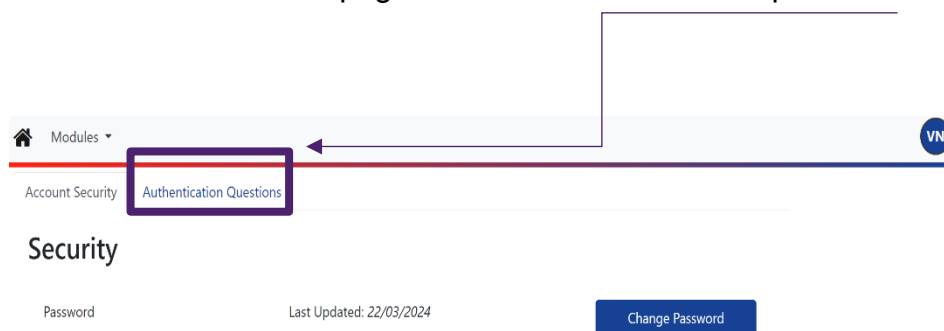 Modules
VN
Account Security Authentication Questions
Security
Password Last Updated: 22/03/2024 Change Password